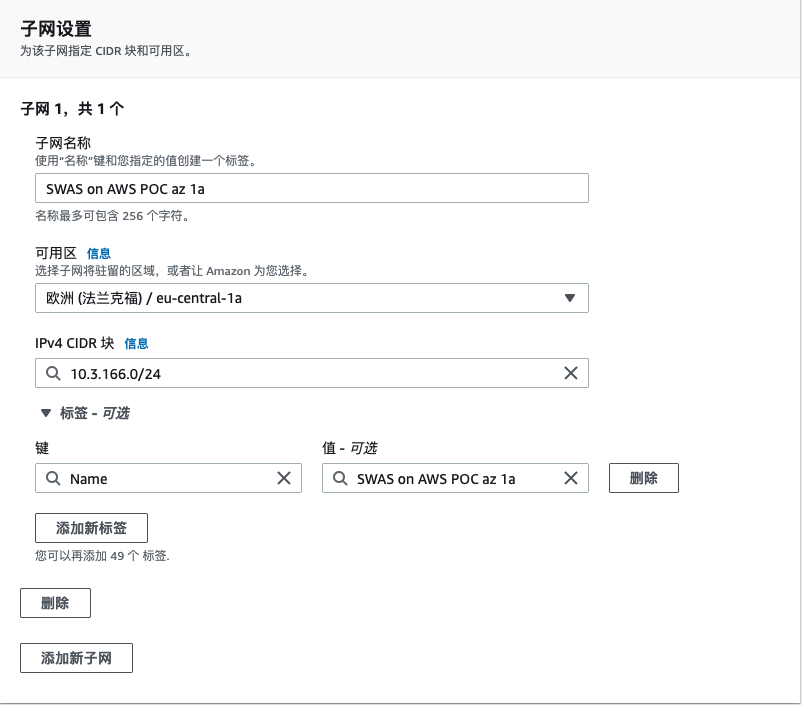 子网设置
为该子网指定 CIDR 块和可用区。
子网 1，共 1 个
子网名称
使用“名称”键和您指定的值创建一个标签。
SWAS on AWS POC az 1a
名称最多可包含 256 个字符。
可用区 信息
选择子网将驻留的区域，或者让 Amazon 为您选择。
欧洲 (法兰克福) / eu-central-1a
IPv4 CIDR 块 信息
10.3.166.0/24
标签 - 可选
键 值 - 可选
Name SWAS on AWS POC az 1a 删除
添加新标签
您可以再添加 49 个 标签.
删除
添加新子网